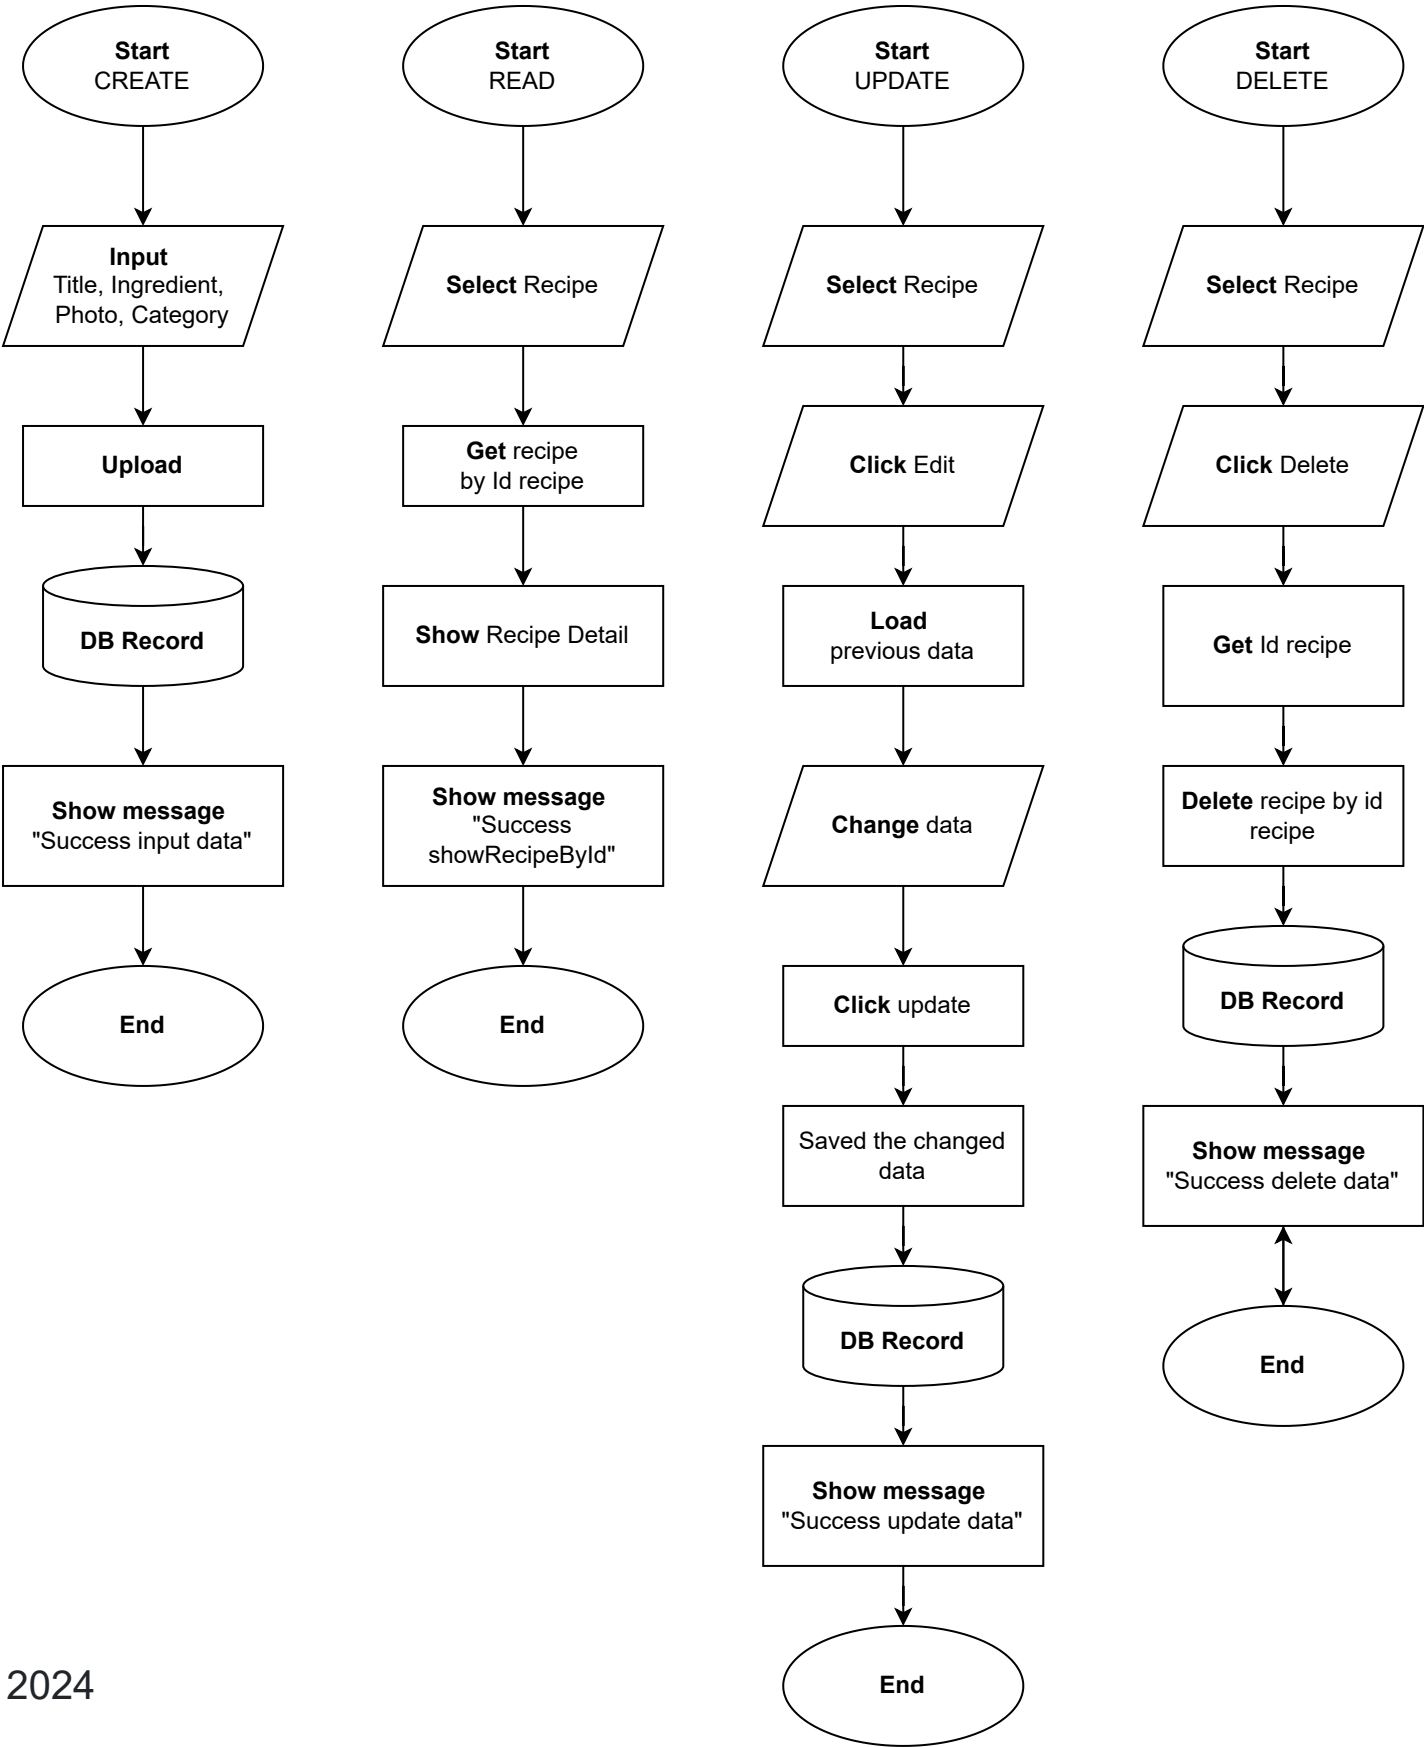 Start
CREATE
Input
Title, Ingredient,
Photo, Category
Upload
DB Record
Show message
"Success input data"
End
Start
READ
Select Recipe
Get recipe
by Id recipe
Show Recipe Detail
Show message
"Success
showRecipeById"
End
Start
UPDATE
Select Recipe
Click Edit
Load
previous data
Change data
Click update
Saved the changed
data
DB Record
Show message
"Success update data"
End
Start
DELETE
Select Recipe
Click Delete
Get Id recipe
Delete recipe by id
recipe
DB Record
Show message
"Success delete data"
End
2024